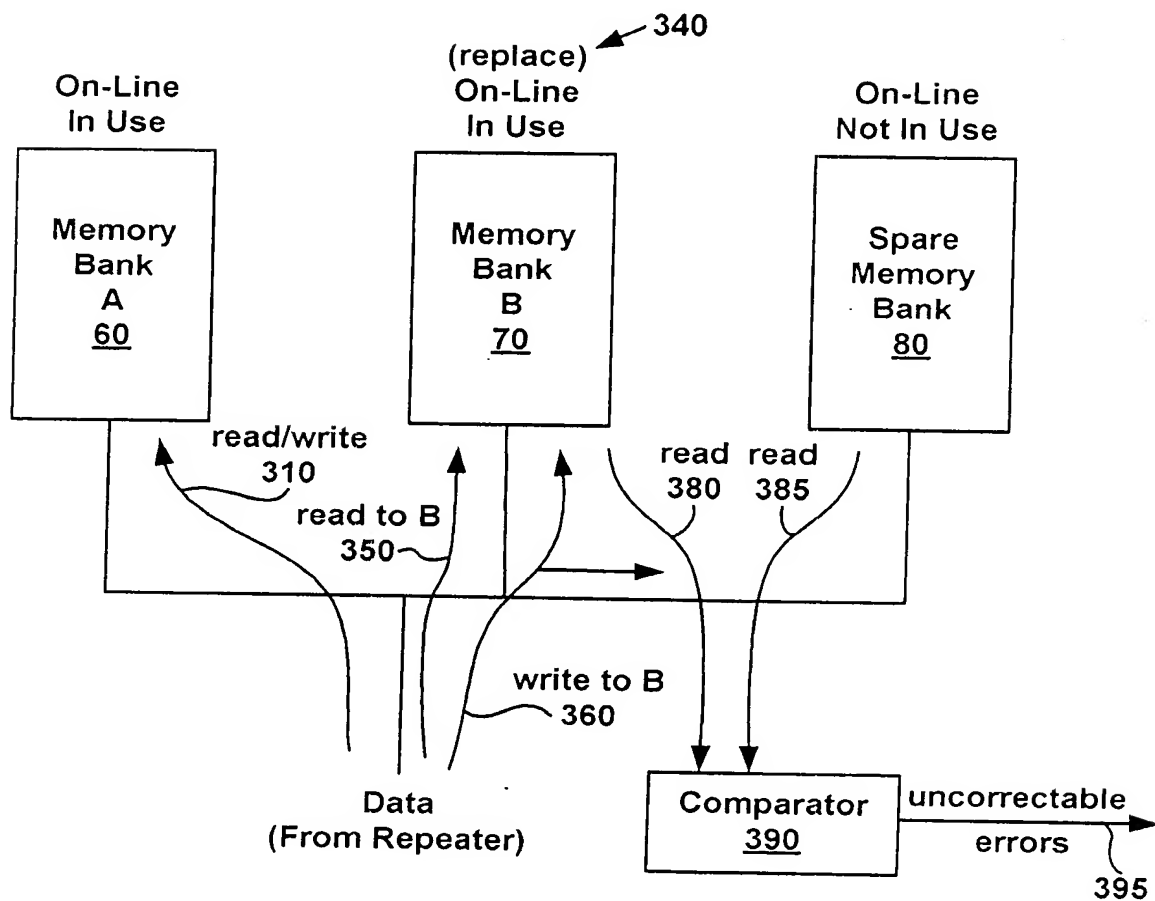 340
(replace)
On-Line
In Use
On-Line
In Use
On-Line
Not In Use
Memory
Bank
A
60
Memory
Bank
B
70
Spare
Memory
Bank
80
read/write
310
read to B
350
read
380
read
385
write to B
360
Data
(From Repeater)
Comparator
390
uncorrectable
errors
395